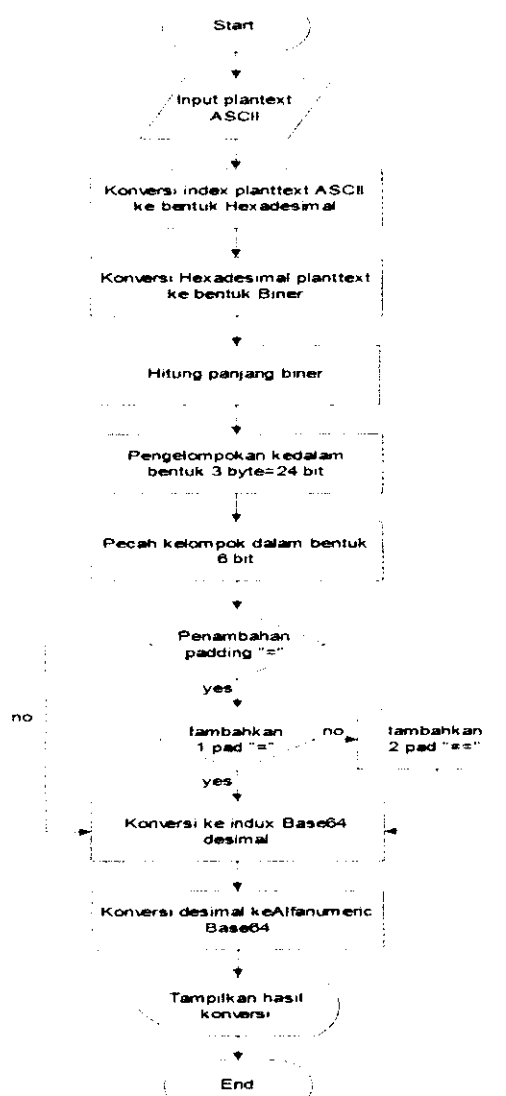 Start
Input plantext
ASCII
Konversi index planttext ASCII
ke bentuk Hexadesimal
Konversi Hexadesimal planttext
ke bentuk Biner
Hitung panjang biner
Pengelompokan kedalam
bentuk 3 byte=24 bit
Pecah kelompok dalam bentuk
6 bit
Penambahan
padding "="
yes
no
tambahkan
1 pad "="
no
tambahkan
2 pad "=="
yes
Konversi ke indux Base64
desimal
Konversi desimal keAlfanumeric
Base64
Tampilkan hasil
konversi
End